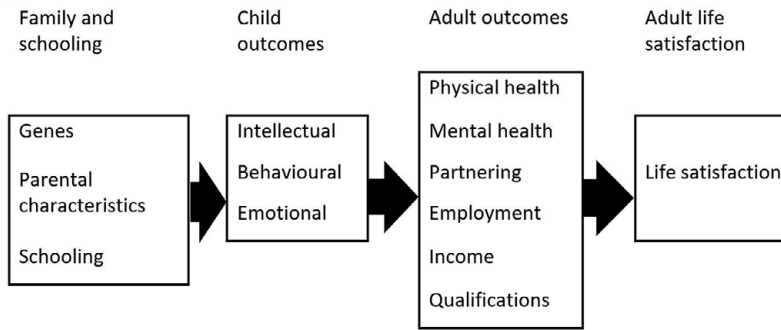 Family and
schooling
Child
outcomes
Adult outcomes
Adult life
satisfaction
Genes
Parental
characteristics
Schooling
Intellectual
Behavioural
Emotional
Physical health
Mental health
Partnering
Employment
Income
Qualifications
Life satisfaction